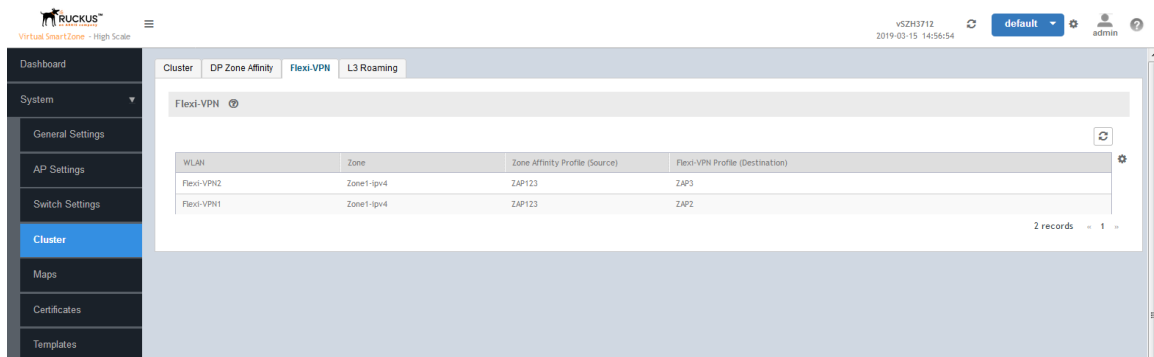 RUCKUS™
Virtual SmartZone - High Scale
vSZH3712
2019-03-15 14:56:54
default
admin
Dashboard
System
General Settings
AP Settings
Switch Settings
Cluster
Maps
Certificates
Templates
Cluster DP Zone Affinity Flexi-VPN L3 Roaming
Flexi-VPN
WLAN Zone Zone Affinity Profile (Source) Flexi-VPN Profile (Destination)
Flexi-VPN2 Zone1-ipv4 ZAP123 ZAP3
Flexi-VPN1 Zone1-ipv4 ZAP123 ZAP2
2 records « 1 »